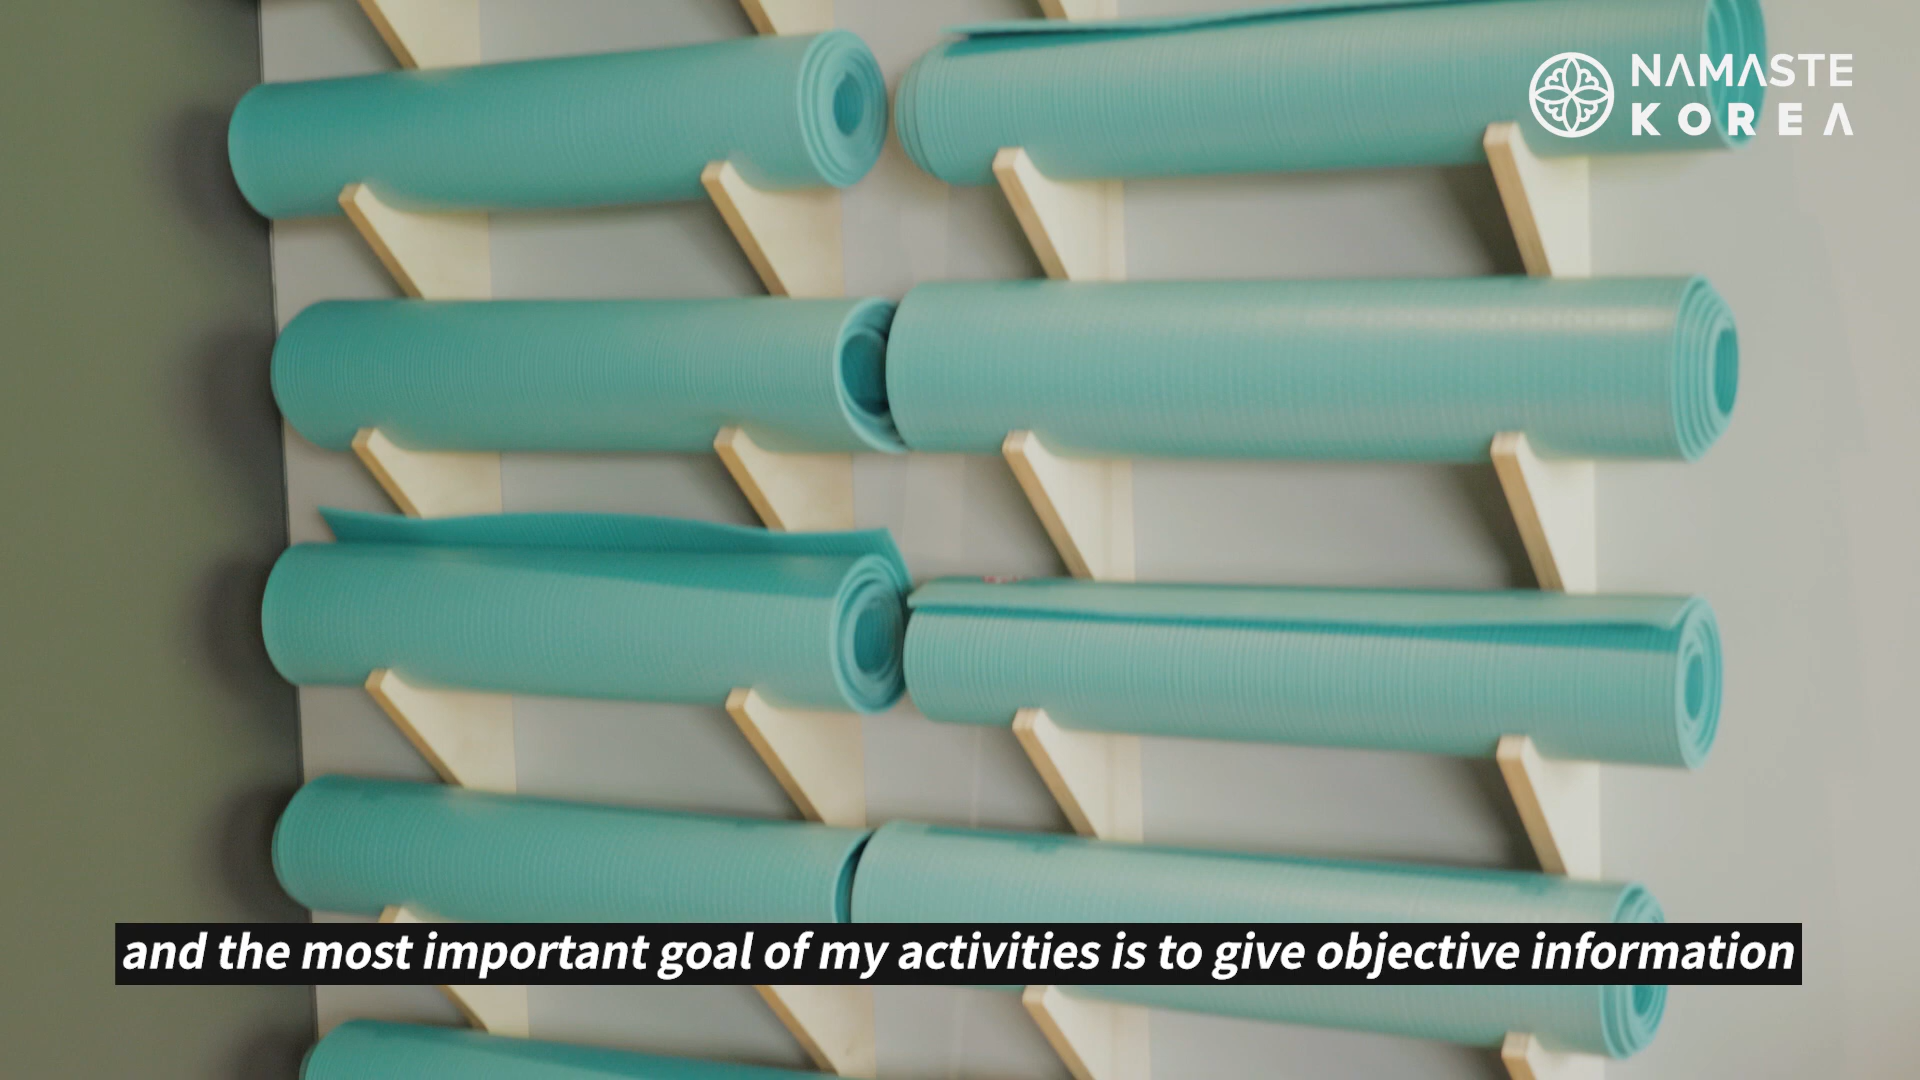 NAMASTE
KOREA
and the most important goal of my activities is to give objective information